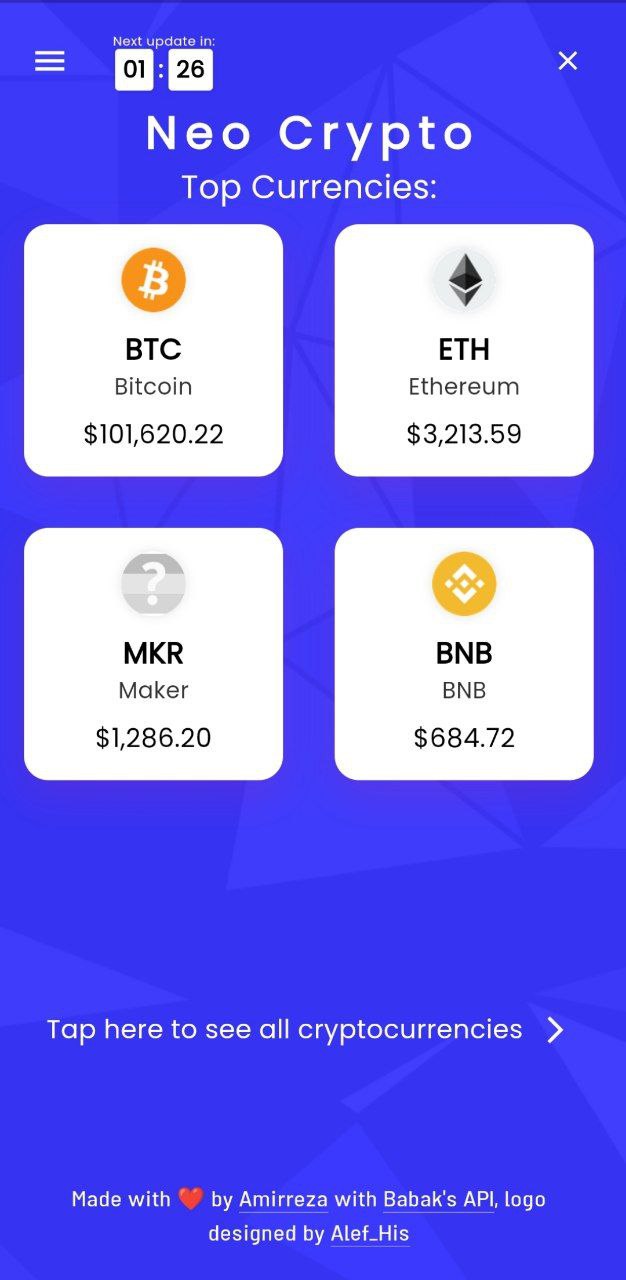 Next update in:
01 : 26
Neo Crypto
Top Currencies:
BTC
Bitcoin
$101,620.22
ETH
Ethereum
$3,213.59
?
MKR
Maker
$1,286.20
BNB
BNB
$684.72
Tap here to see all cryptocurrencies
Made with ❤️ by Amirreza with Babak's API, logo
designed by Alef_His